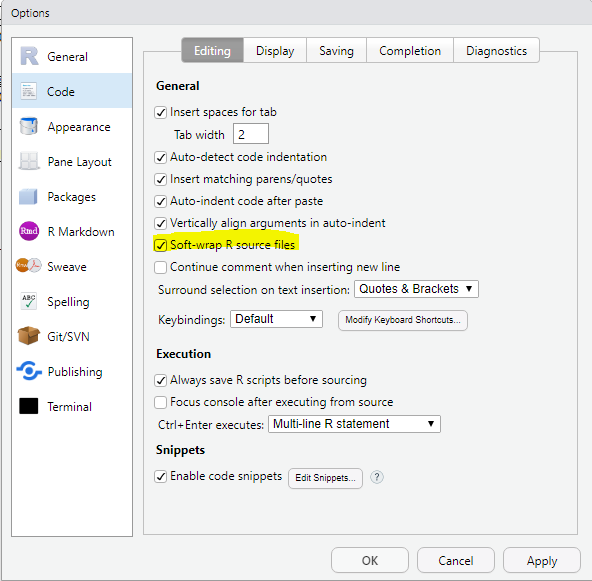 Options
General
Code
Appearance
Pane Layout
Packages
Rmd R Markdown
Sweave
ABC Spelling
Git/SVN
Publishing
Terminal
Editing Display Saving Completion Diagnostics
General
Insert spaces for tab
Tab width 2
Auto-detect code indentation
Insert matching parens/quotes
Auto-indent code after paste
Vertically align arguments in auto-indent
Soft-wrap R source files
Continue comment when inserting new line
Surround selection on text insertion: Quotes & Brackets
Keybindings: Default Modify Keyboard Shortcuts...
Execution
Always save R scripts before sourcing
Focus console after executing from source
Ctrl+Enter executes: Multi-line R statement
Snippets
Enable code snippets Edit Snippets... ?
OK Cancel Apply